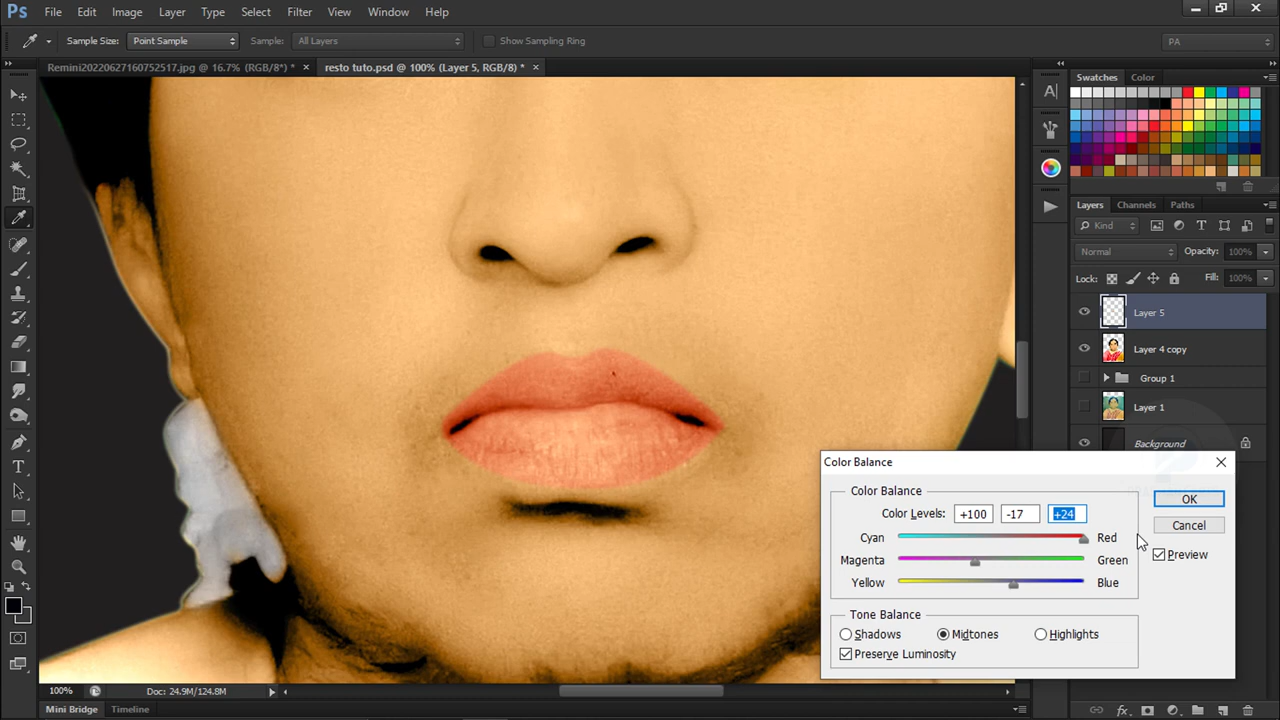 Ps File Edit Image Layer Type Select Filter View Window Help
Sample Size: Point Sample Sample: All Layers Show Sampling Ring PA
Remini20220627160752517.jpg @ 16.7% (RGB/8*) * × resto tuto.psd @ 100% (Layer 5, RGB/8) * ×
Swatches Color
Layers Channels Paths
Kind
Normal Opacity: 100%
Lock: Fill: 100%
Layer 5
Layer 4 copy
Group 1
Layer 1
Background
Color Balance
Color Balance
Color Levels: +100 -17 +24
Cyan Red
Magenta Green
Yellow Blue
Tone Balance
Shadows Midtones Highlights
Preserve Luminosity
OK
Cancel
Preview
100% Doc: 24.9M/124.8M
Mini Bridge Timeline